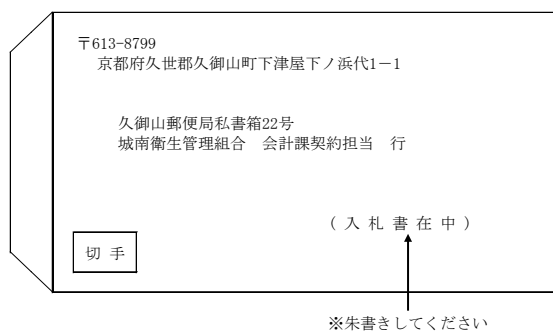 〒613-8799
京都府久世郡久御山町下津屋下ノ浜代1－1
久御山郵便局私書箱22号
城南衛生管理組合　会計課契約担当　行
( 入 札 書 在 中 )
切 手
※朱書きしてください